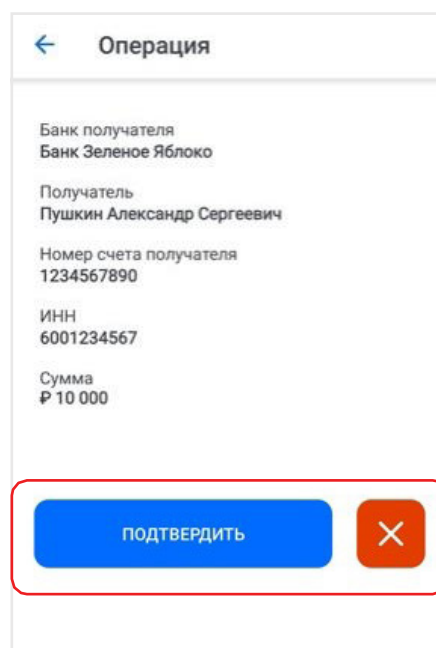 Операция
Банк получателя
Банк Зеленое Яблоко
Получатель
Пушкин Александр Сергеевич
Номер счета получателя
1234567890
ИНН
6001234567
Сумма
₽ 10 000
ПОДТВЕРДИТЬ